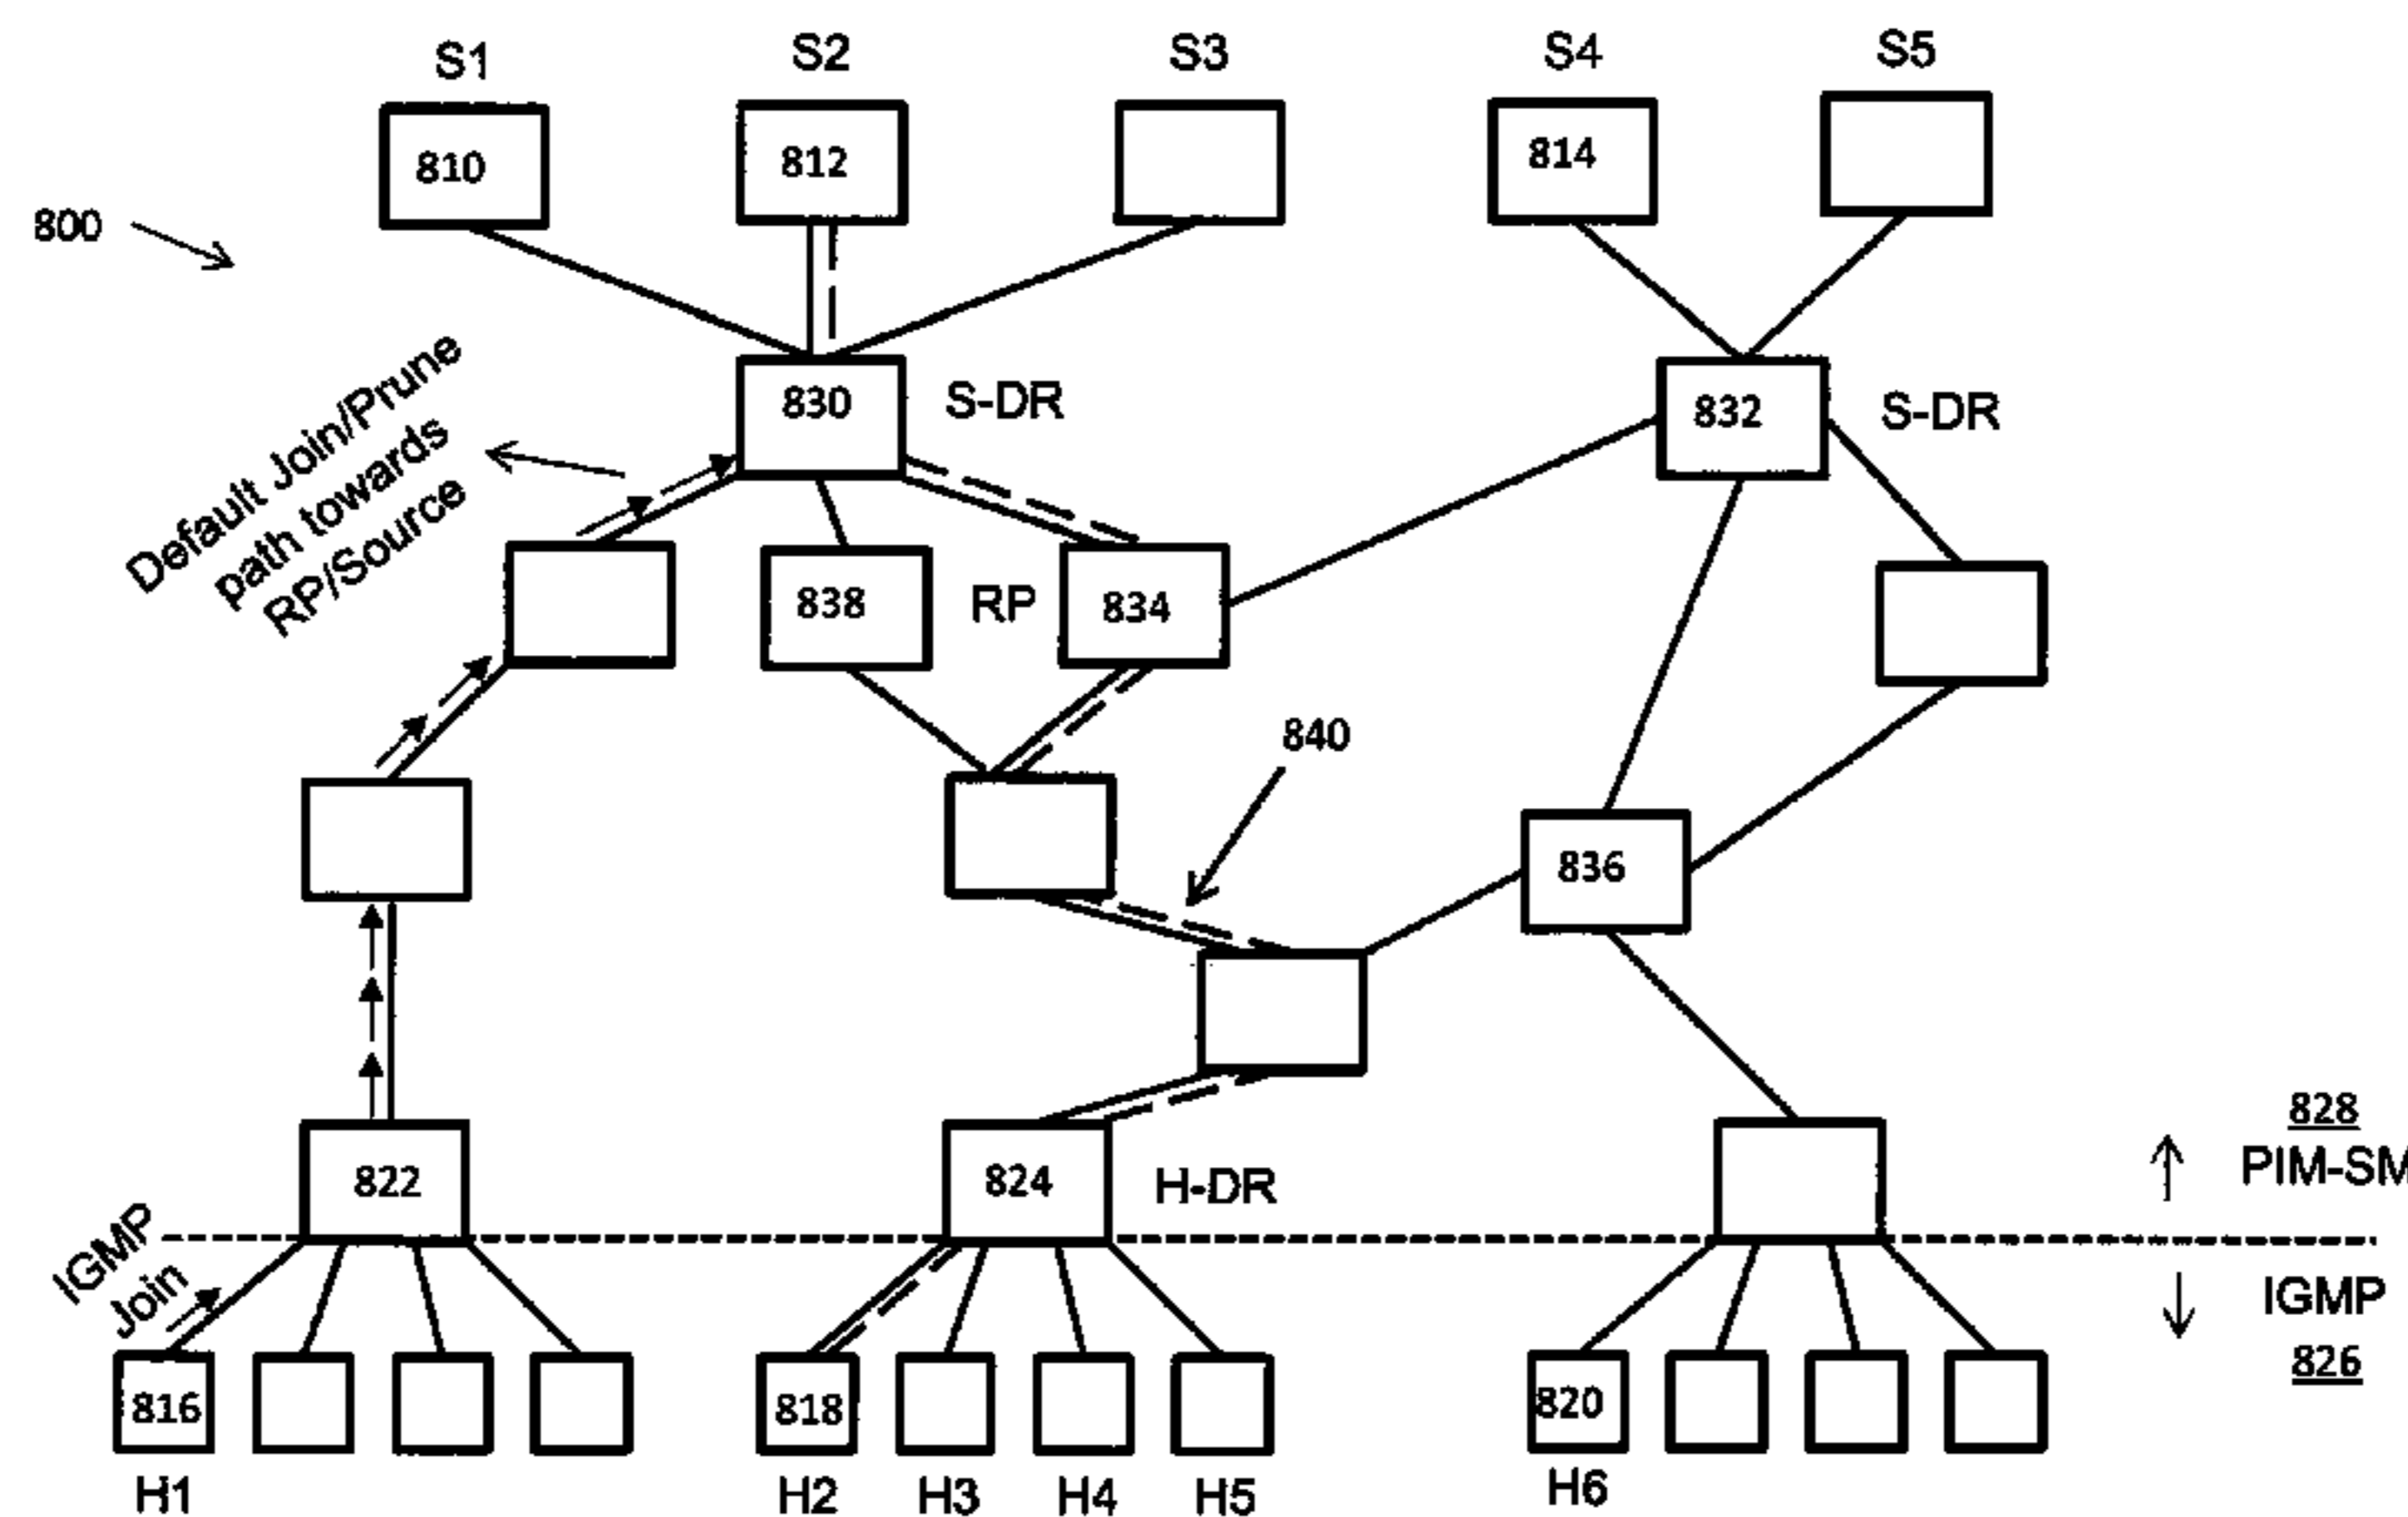 S1
S2
S3
S4
S5
810
812
814
800
830
S-DR
832
S-DR
Default Join/Prune
path towards
RP/Source
838
RP
834
840
836
822
824
H-DR
828
PIM-SM
IGMP
Join
IGMP
826
816
818
820
H1
H2
H3
H4
H5
H6